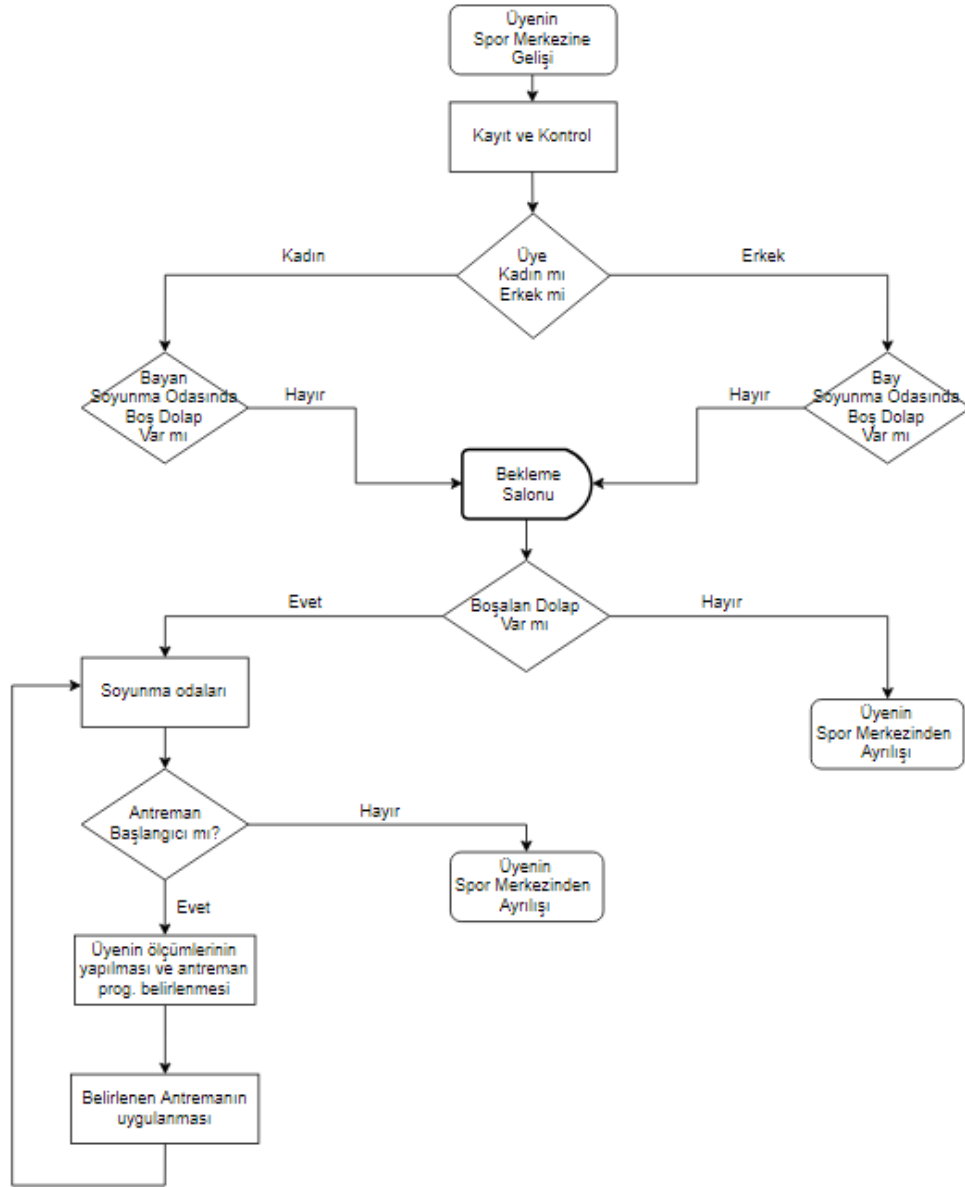 Üyenin
Spor Merkezine
Gelişi
Kayıt ve Kontrol
Üye
Kadın mı
Erkek mi
Kadın
Erkek
Bayan
Soyunma Odasında
Boş Dolap
Var mı
Hayır
Hayır
Bay
Soyunma Odasında
Boş Dolap
Var mı
Bekleme
Salonu
Boşalan Dolap
Var mı
Evet
Hayır
Soyunma odaları
Üyenin
Spor Merkezinden
Ayrılışı
Antreman
Başlangıcı mı?
Hayır
Üyenin
Spor Merkezinden
Ayrılışı
Evet
Üyenin ölçümlerinin
yapılması ve antreman
prog. belirlenmesi
Belirlenen Antremanın
uygulanması